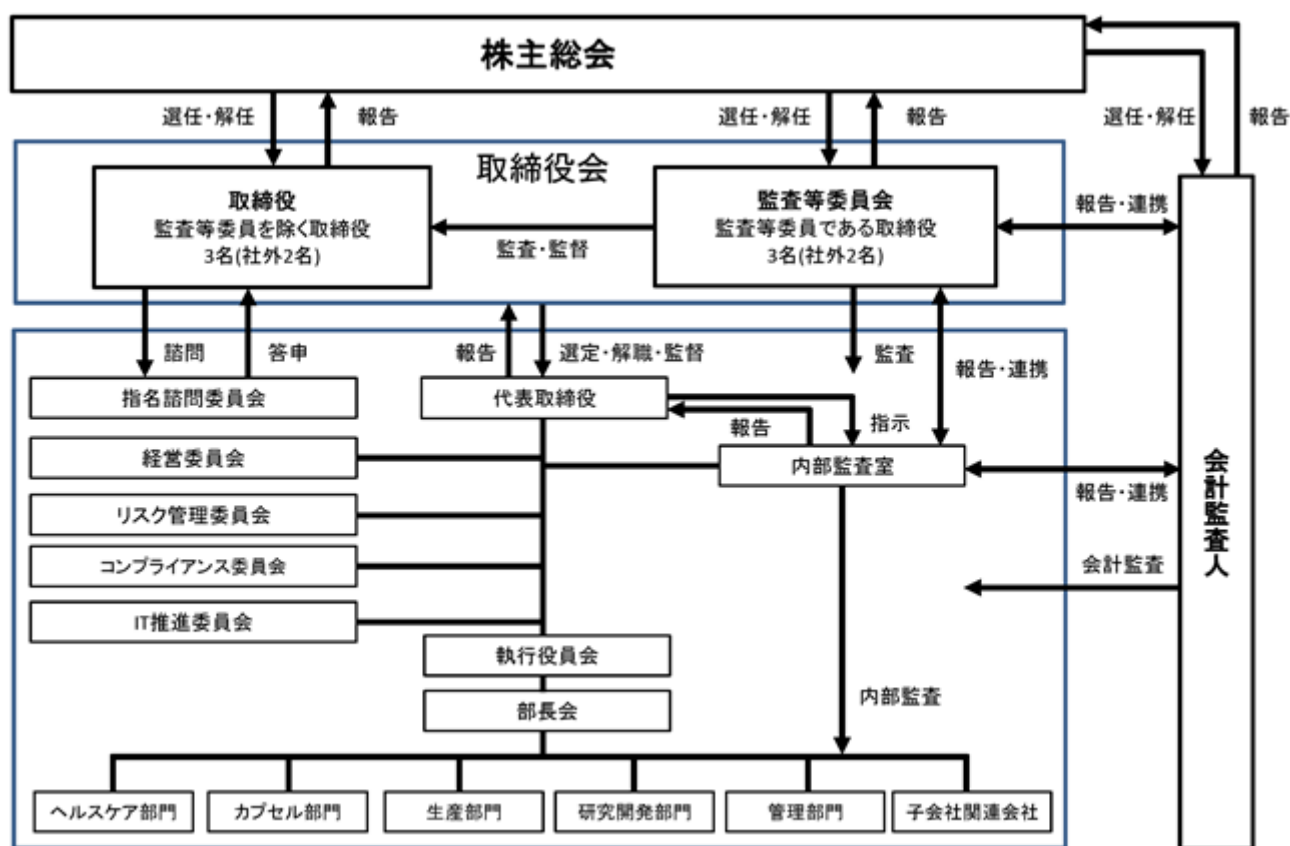 株主総会
選任・解任
報告
選任・解任
報告
選任・解任
報告
取締役会
取締役
監査等委員を除く取締役
3名(社外2名)
監査・監督
監査等委員会
監査等委員である取締役
3名(社外2名)
報告・連携
諮問
答申
報告
選定・解職・監督
監査
報告・連携
指名諮問委員会
代表取締役
報告
指示
経営委員会
内部監査室
報告・連携
会計監査人
リスク管理委員会
コンプライアンス委員会
会計監査
IT推進委員会
執行役員会
部長会
内部監査
ヘルスケア部門
カプセル部門
生産部門
研究開発部門
管理部門
子会社関連会社